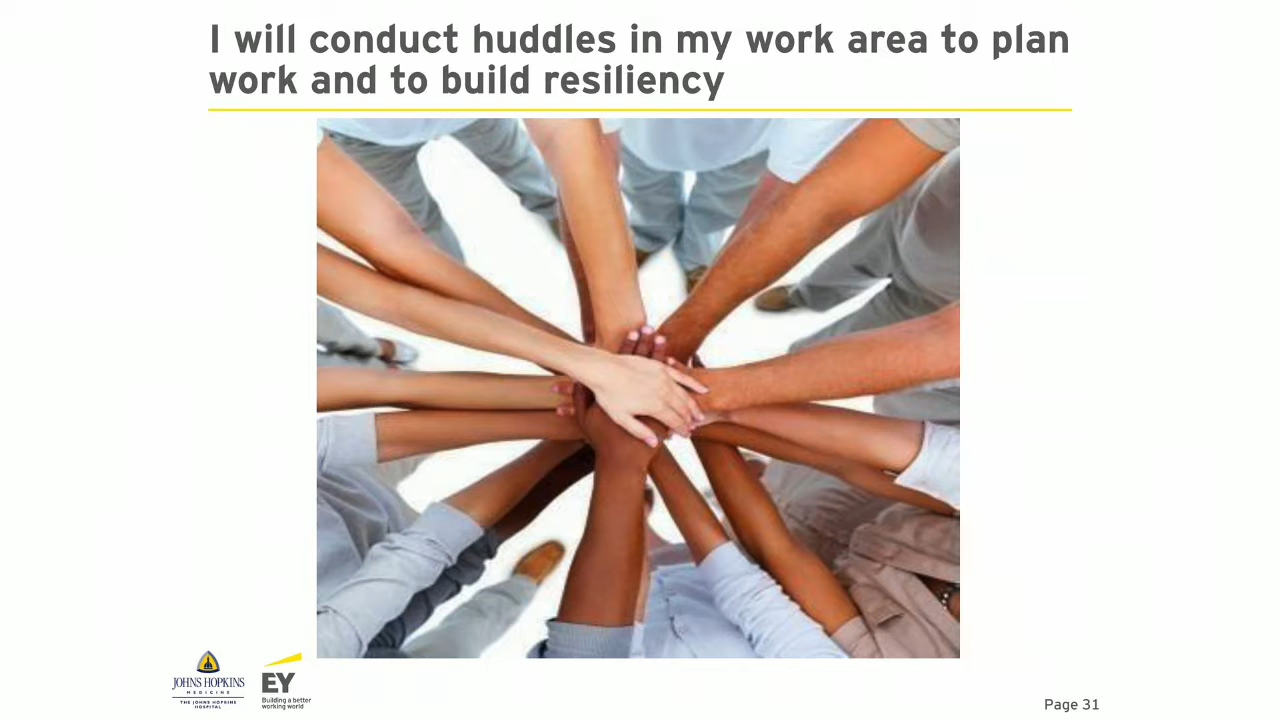 I will conduct huddles in my work area to plan
work and to build resiliency
JOHNS HOPKINS
MEDICINE
THE JOHNS HOPKINS
HOSPITAL
EY
Building a better
working world
Page 31